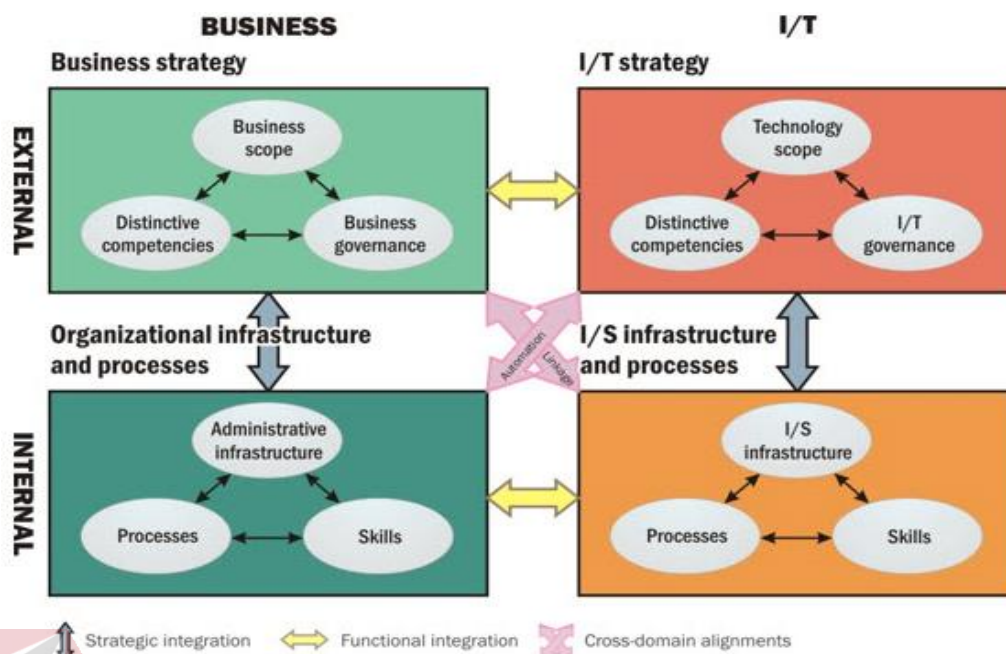 BUSINESS
I/T
Business strategy
I/T strategy
EXTERNAL
Business
scope
Distinctive
competencies
Business
governance
Technology
scope
Distinctive
competencies
I/T
governance
Organizational infrastructure
and processes
Automation
Linkage
I/S infrastructure
and processes
INTERNAL
Administrative
infrastructure
Processes
Skills
I/S
infrastructure
Processes
Skills
Strategic integration
Functional integration
Cross-domain alignments